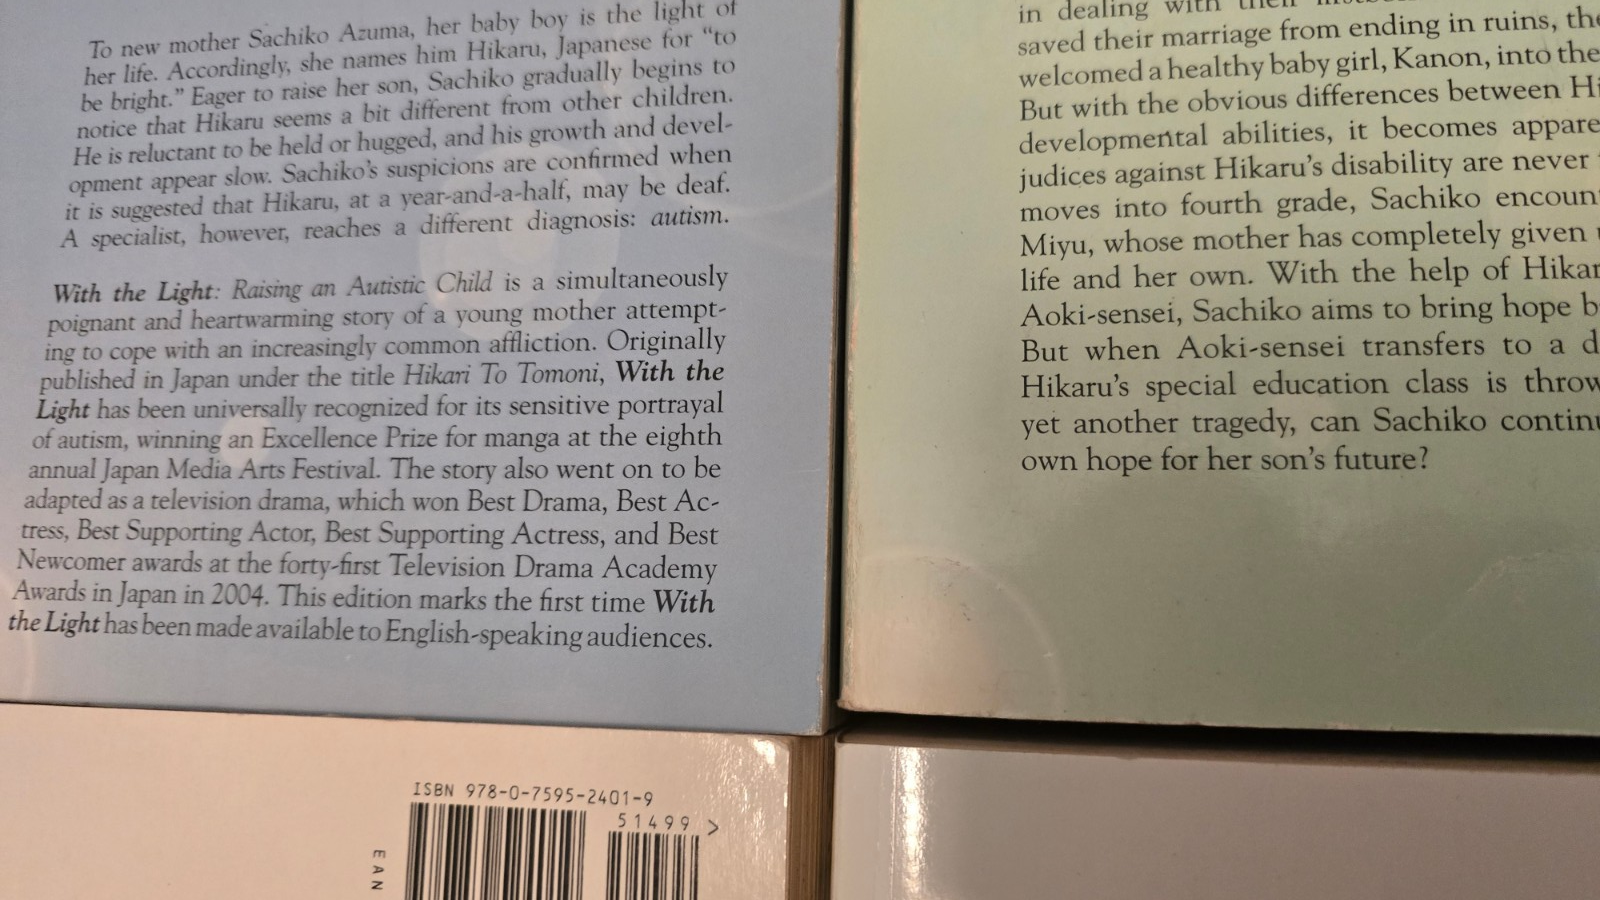 To new mother Sachiko Azuma, her baby boy is the light of
her life. Accordingly, she names him Hikaru, Japanese for “to
be bright.” Eager to raise her son, Sachiko gradually begins to
notice that Hikaru seems a bit different from other children.
He is reluctant to be held or hugged, and his growth and devel-
opment appear slow. Sachiko’s suspicions are confirmed when
it is suggested that Hikaru, at a year-and-a-half, may be deaf.
A specialist, however, reaches a different diagnosis: autism.
With the Light: Raising an Autistic Child is a simultaneously
poignant and heartwarming story of a young mother attempt-
ing to cope with an increasingly common affliction. Originally
published in Japan under the title Hikari To Tomoni, With the
Light has been universally recognized for its sensitive portrayal
of autism, winning an Excellence Prize for manga at the eighth
annual Japan Media Arts Festival. The story also went on to be
adapted as a television drama, which won Best Drama, Best Ac-
tress, Best Supporting Actor, Best Supporting Actress, and Best
Newcomer awards at the forty-first Television Drama Academy
Awards in Japan in 2004. This edition marks the first time With
the Light has been made available to English-speaking audiences.
in dealing with their
saved their marriage from ending in ruins,
welcomed a healthy baby girl, Kanon, into the
But with the obvious differences between
developmental abilities, it becomes
judices against Hikaru’s disability are never
moves into fourth grade, Sachiko
Miyu, whose mother has completely given
life and her own. With the help of
Aoki-sensei, Sachiko aims to bring hope
But when Aoki-sensei transfers to a
Hikaru’s special education class is
yet another tragedy, can Sachiko
own hope for her son’s future?
ISBN 978-0-7595-2401-9
51499 >
EAN